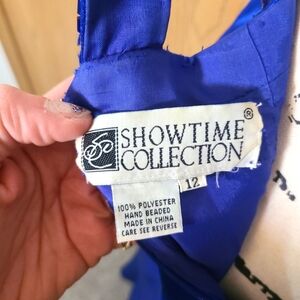 SHOWTIME ®
COLLECTION
12
100% POLYESTER
HAND BEADED
MADE IN CHINA
CARE SEE REVERSE